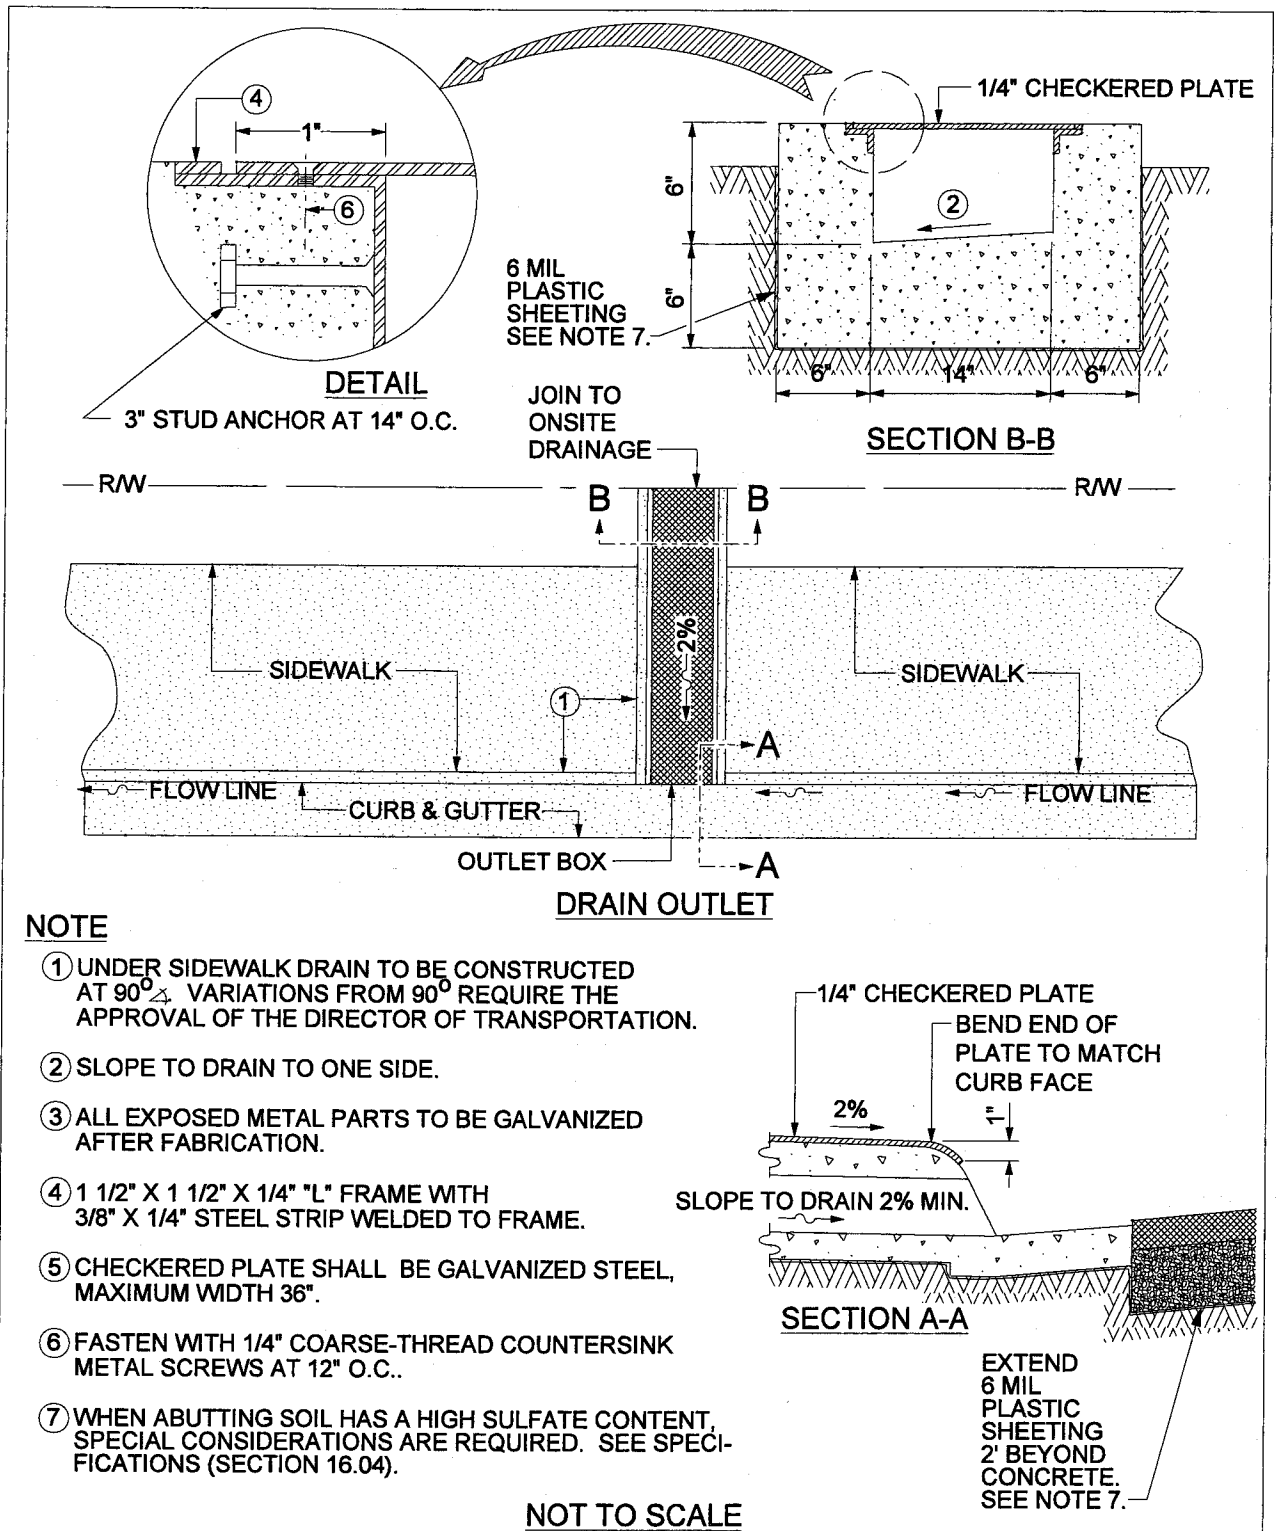 4
1"
6
DETAIL
3" STUD ANCHOR AT 14" O.C.
1/4" CHECKERED PLATE
6"
2
6"
6 MIL
PLASTIC
SHEETING
SEE NOTE 7.
6"
14"
6"
SECTION B-B
JOIN TO
ONSITE
DRAINAGE
R/W
R/W
B
B
2%
SIDEWALK
SIDEWALK
1
A
FLOW LINE
FLOW LINE
CURB & GUTTER
OUTLET BOX
A
DRAIN OUTLET
NOTE
1 UNDER SIDEWALK DRAIN TO BE CONSTRUCTED
AT 90° ∡. VARIATIONS FROM 90° REQUIRE THE
APPROVAL OF THE DIRECTOR OF TRANSPORTATION.
2 SLOPE TO DRAIN TO ONE SIDE.
3 ALL EXPOSED METAL PARTS TO BE GALVANIZED
AFTER FABRICATION.
4 1 1/2" X 1 1/2" X 1/4" "L" FRAME WITH
3/8" X 1/4" STEEL STRIP WELDED TO FRAME.
5 CHECKERED PLATE SHALL BE GALVANIZED STEEL,
MAXIMUM WIDTH 36".
6 FASTEN WITH 1/4" COARSE-THREAD COUNTERSINK
METAL SCREWS AT 12" O.C..
7 WHEN ABUTTING SOIL HAS A HIGH SULFATE CONTENT,
SPECIAL CONSIDERATIONS ARE REQUIRED. SEE SPECI-
FICATIONS (SECTION 16.04).
1/4" CHECKERED PLATE
BEND END OF
PLATE TO MATCH
CURB FACE
2%
1"
SLOPE TO DRAIN 2% MIN.
SECTION A-A
EXTEND
6 MIL
PLASTIC
SHEETING
2' BEYOND
CONCRETE.
SEE NOTE 7.
NOT TO SCALE